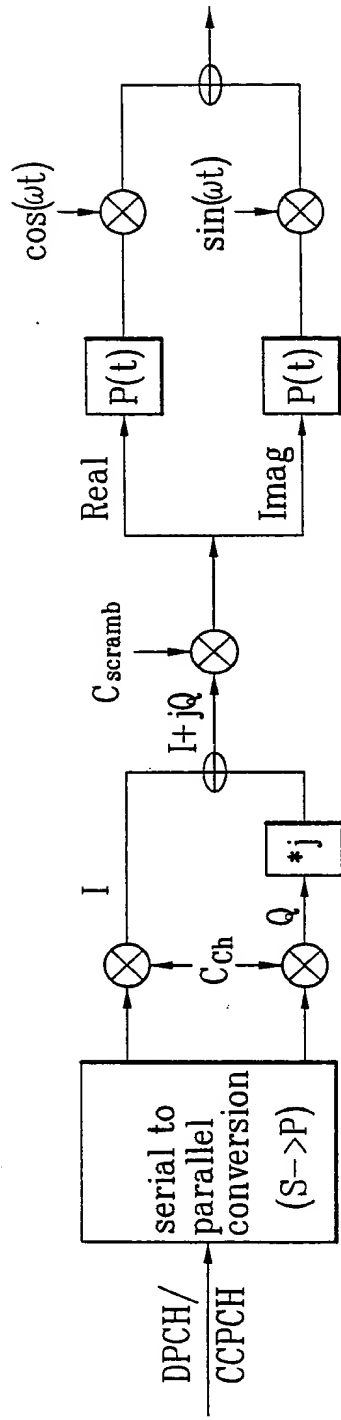 DPCH/
CCPCH
serial to
parallel
conversion
(S->P)
I
C_Ch
Q
*j
I+jQ
C_scramb
Real
Imag
P(t)
P(t)
cos(ωt)
sin(ωt)